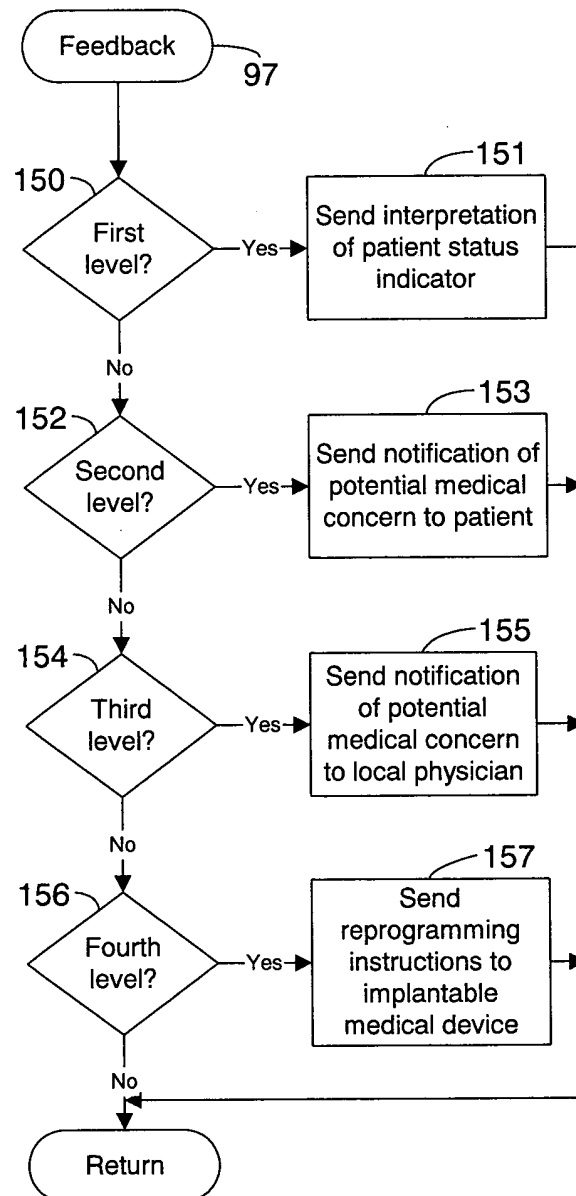 Feedback
97
150
First
level?
Yes
151
Send interpretation
of patient status
indicator
No
152
Second
level?
Yes
153
Send notification of
potential medical
concern to patient
No
154
Third
level?
Yes
155
Send notification
of potential
medical concern
to local physician
No
156
Fourth
level?
Yes
157
Send
reprogramming
instructions to
implantable
medical device
No
Return